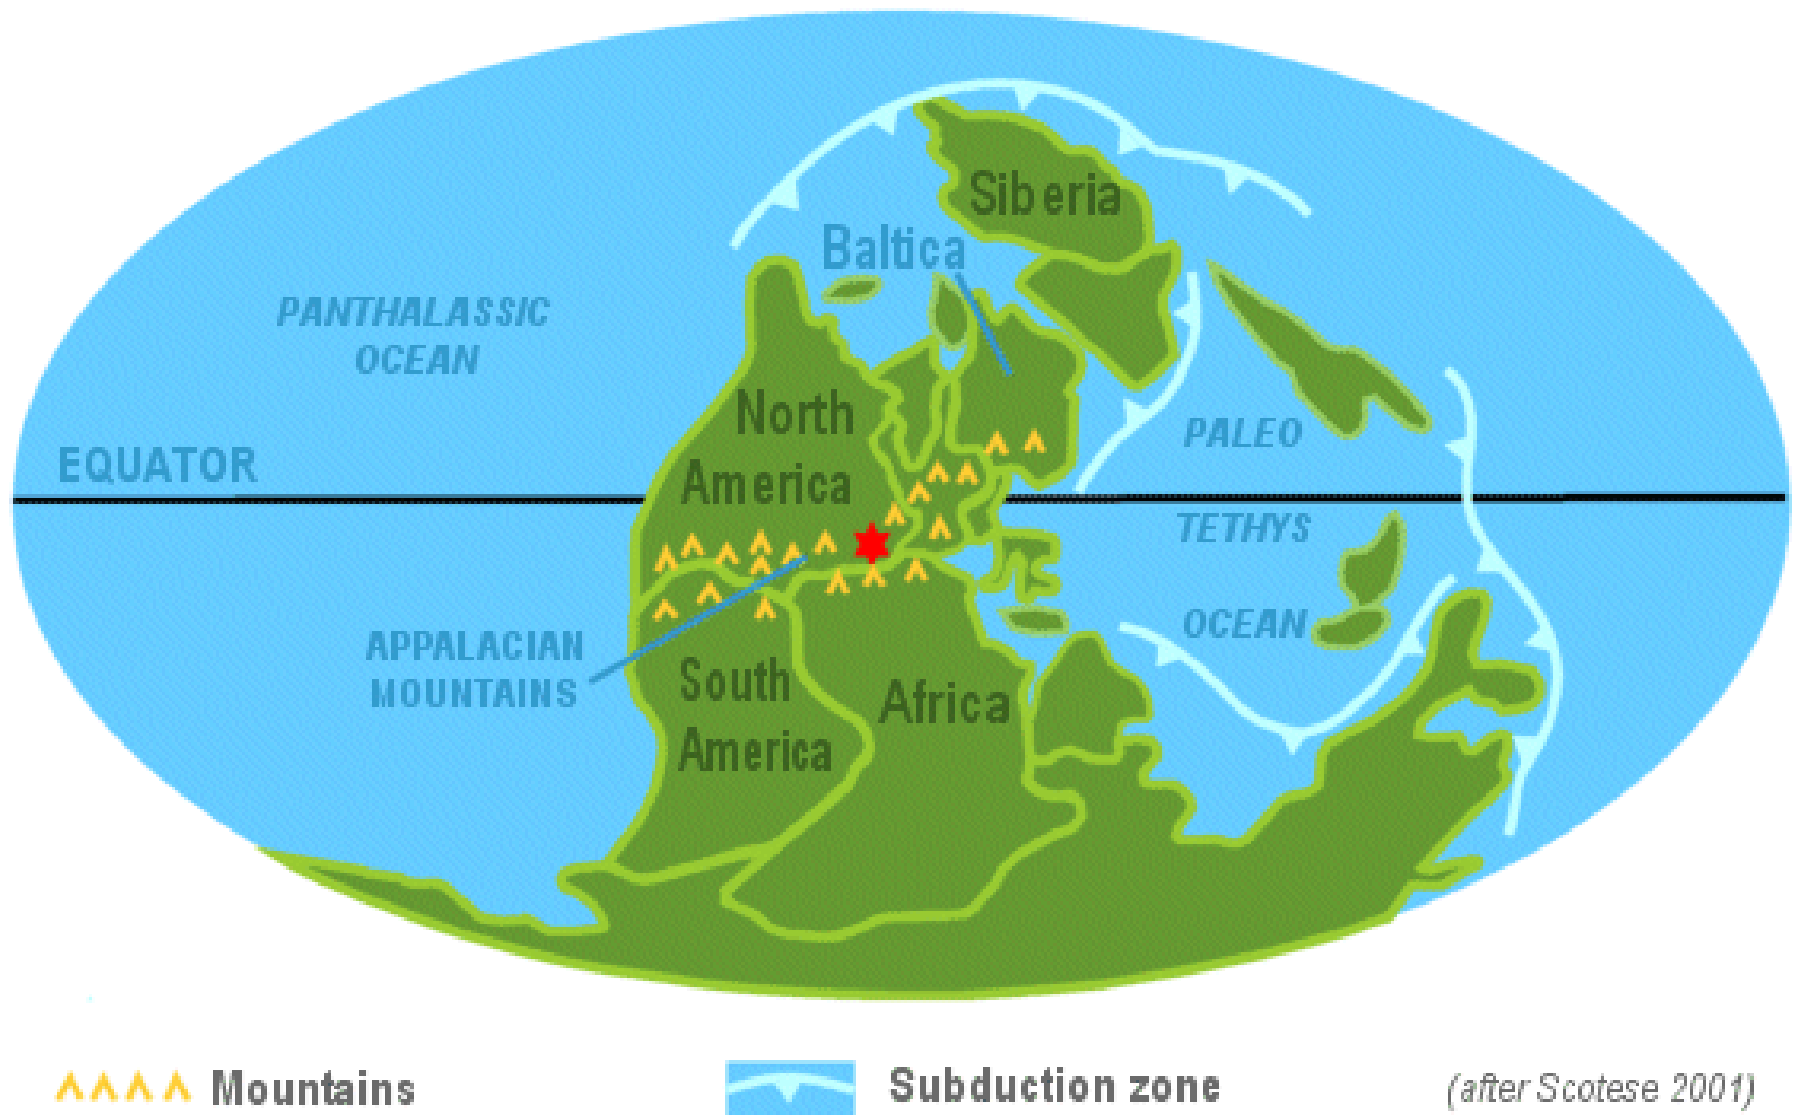 Siberia
Baltica
PANTHALASSIC
OCEAN
North
America
PALEO
EQUATOR
TETHYS
OCEAN
APPALACIAN
MOUNTAINS
South
America
Africa
Mountains
Subduction zone
(after Scotese 2001)